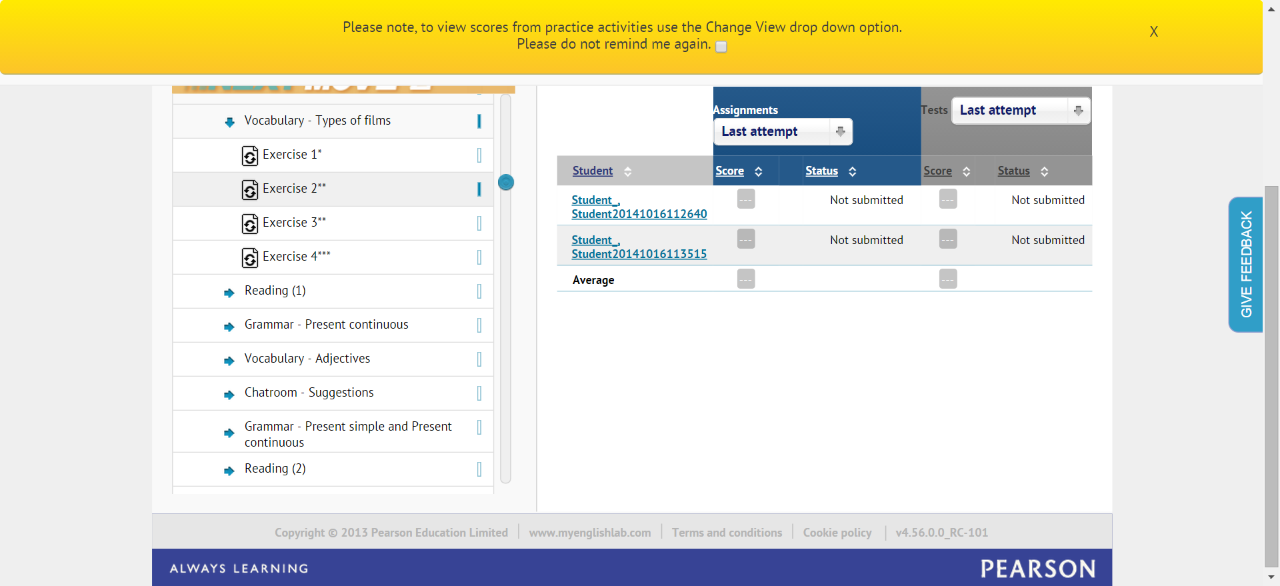 Please note, to view scores from practice activities use the Change View drop down option.
Please do not remind me again.
X
Vocabulary - Types of films
Exercise 1*
Exercise 2**
Exercise 3**
Exercise 4***
Reading (1)
Grammar - Present continuous
Vocabulary - Adjectives
Chatroom - Suggestions
Grammar - Present simple and Present
continuous
Reading (2)
Assignments
Last attempt
Tests
Last attempt
Student
Score
Status
Score
Status
Student_,
Student20141016112640
---
Not submitted
---
Not submitted
Student_,
Student20141016113515
---
Not submitted
---
Not submitted
Average
---
---
GIVE FEEDBACK
Copyright © 2013 Pearson Education Limited
www.myenglishlab.com
Terms and conditions
Cookie policy
v4.56.0.0_RC-101
ALWAYS LEARNING
PEARSON